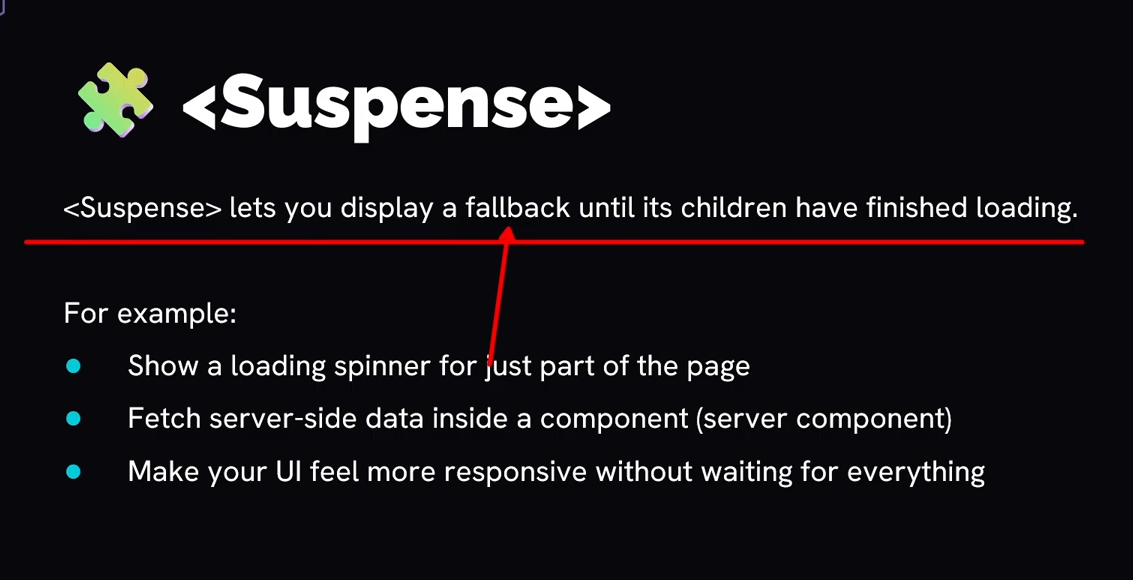 <Suspense>
<Suspense> lets you display a fallback until its children have finished loading.
For example:
Show a loading spinner for just part of the page
Fetch server-side data inside a component (server component)
Make your UI feel more responsive without waiting for everything